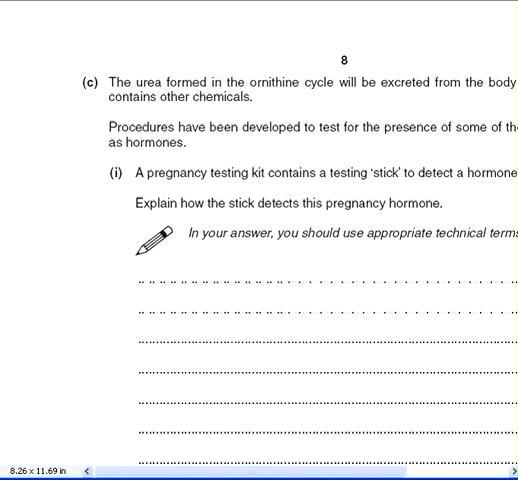 8
(c) The urea formed in the ornithine cycle will be excreted from the body
contains other chemicals.
Procedures have been developed to test for the presence of some of
as hormones.
(i) A pregnancy testing kit contains a testing ‘stick’ to detect a hormone
Explain how the stick detects this pregnancy hormone.
In your answer, you should use appropriate technical terms
8.26 x 11.69 in